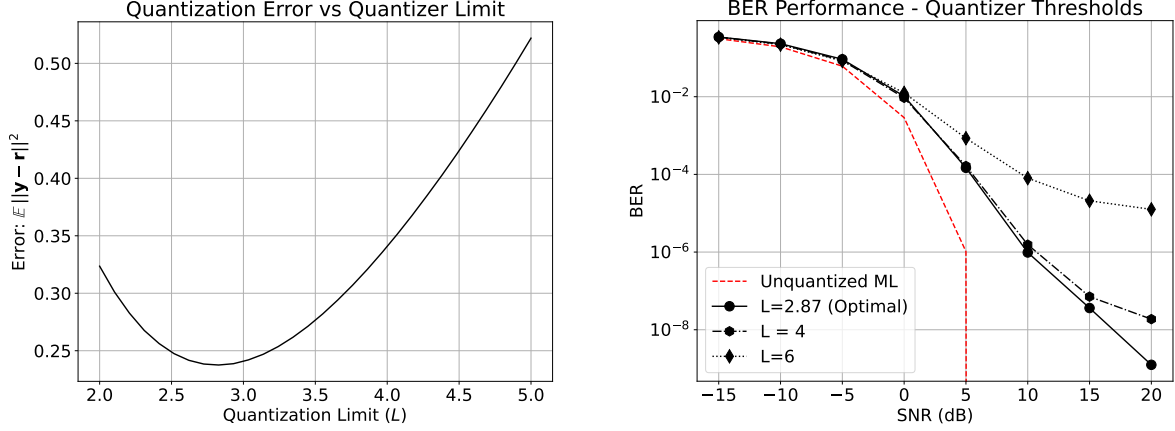 Quantization Error vs Quantizer Limit
Error: 𝔼 ||y − r||²
0.50
0.45
0.40
0.35
0.30
0.25
2.0 2.5 3.0 3.5 4.0 4.5 5.0
Quantization Limit (L)
BER Performance - Quantizer Thresholds
BER
10⁻²
10⁻⁴
10⁻⁶
10⁻⁸
Unquantized ML
L=2.87 (Optimal)
L = 4
L=6
−15 −10 −5 0 5 10 15 20
SNR (dB)